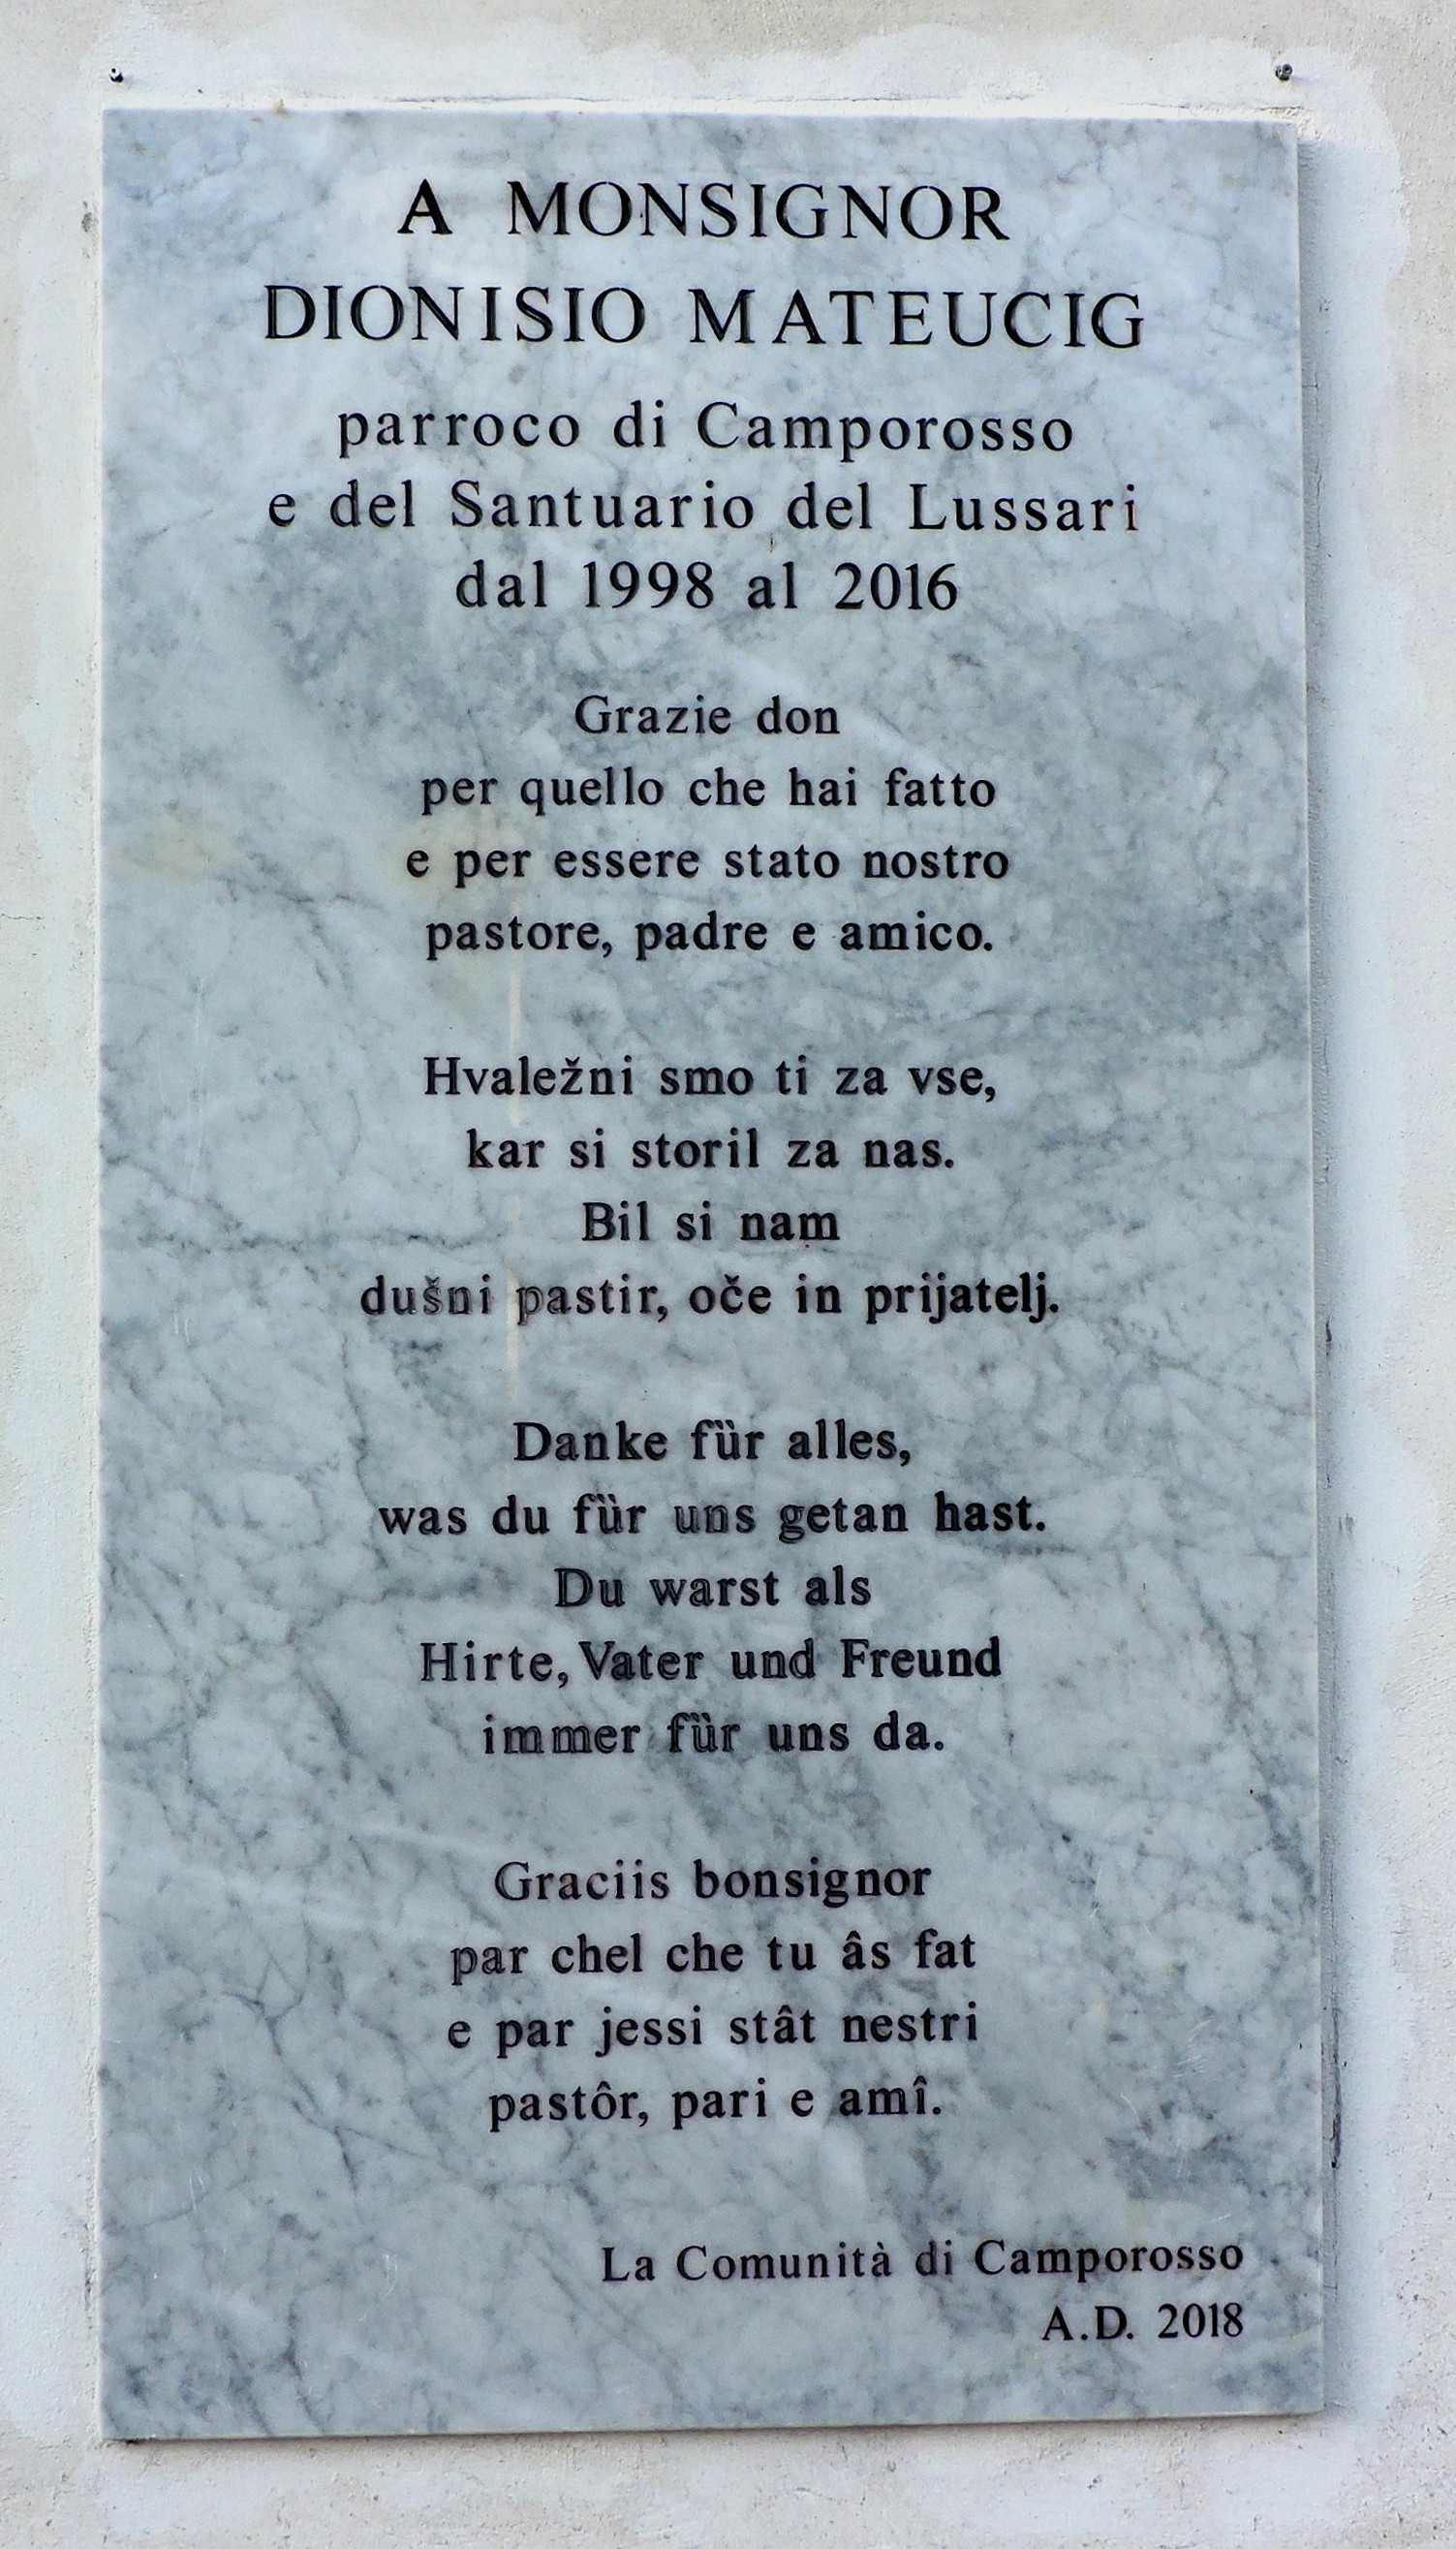 A MONSIGNOR
DIONISIO MATEUCIG
parroco di Camporosso
e del Santuario del Lussari
dal 1998 al 2016
Grazie don
per quello che hai fatto
e per essere stato nostro
pastore, padre e amico.
Hvaležni smo ti za vse,
kar si storil za nas.
Bil si nam
dušni pastir, oče in prijatelj.
Danke für alles,
was du für uns getan hast.
Du warst als
Hirte, Vater und Freund
immer für uns da.
Graciis bonsignor
par chel che tu âs fat
e par jessi stât nestri
pastôr, pari e amî.
La Comunità di Camporosso
A.D. 2018